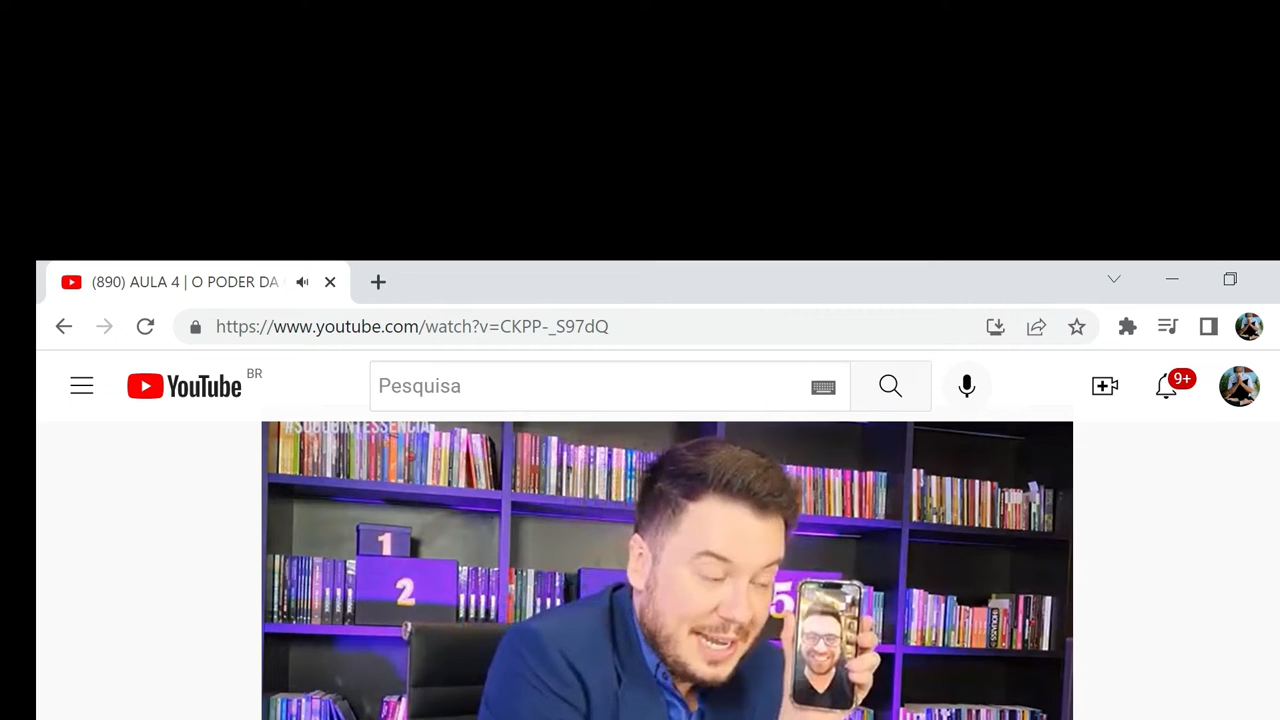 (890) AULA 4 | O PODER DA
https://www.youtube.com/watch?v=CKPP-_S97dQ
YouTube BR
Pesquisa
9+
1
2
5